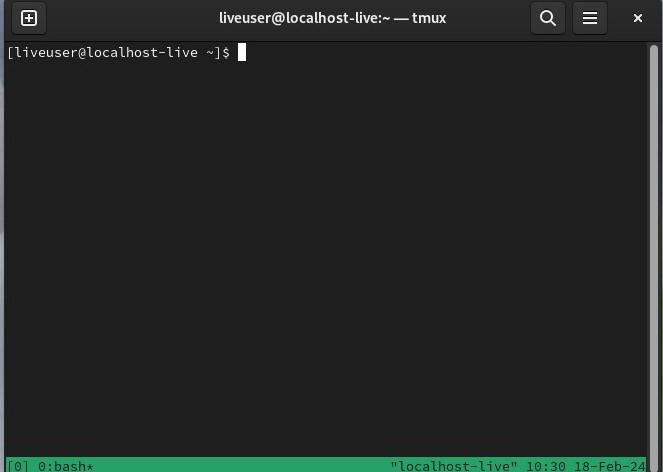 liveuser@localhost-live:~ — tmux
[liveuser@localhost-live ~]$
[0] 0:bash* "localhost-live" 10:30 18-Feb-24